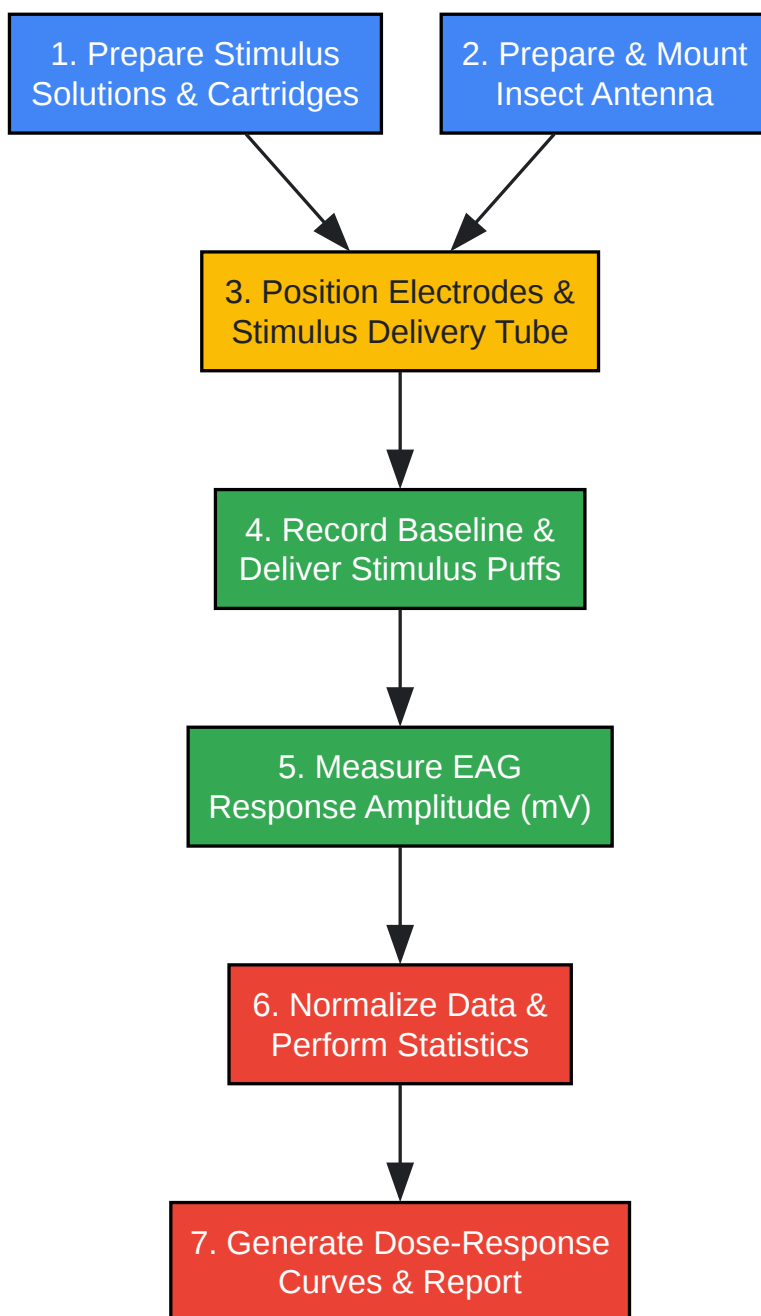 1. Prepare Stimulus
Solutions & Cartridges
2. Prepare & Mount
Insect Antenna
3. Position Electrodes &
Stimulus Delivery Tube
4. Record Baseline &
Deliver Stimulus Puffs
5. Measure EAG
Response Amplitude (mV)
6. Normalize Data &
Perform Statistics
7. Generate Dose-Response
Curves & Report